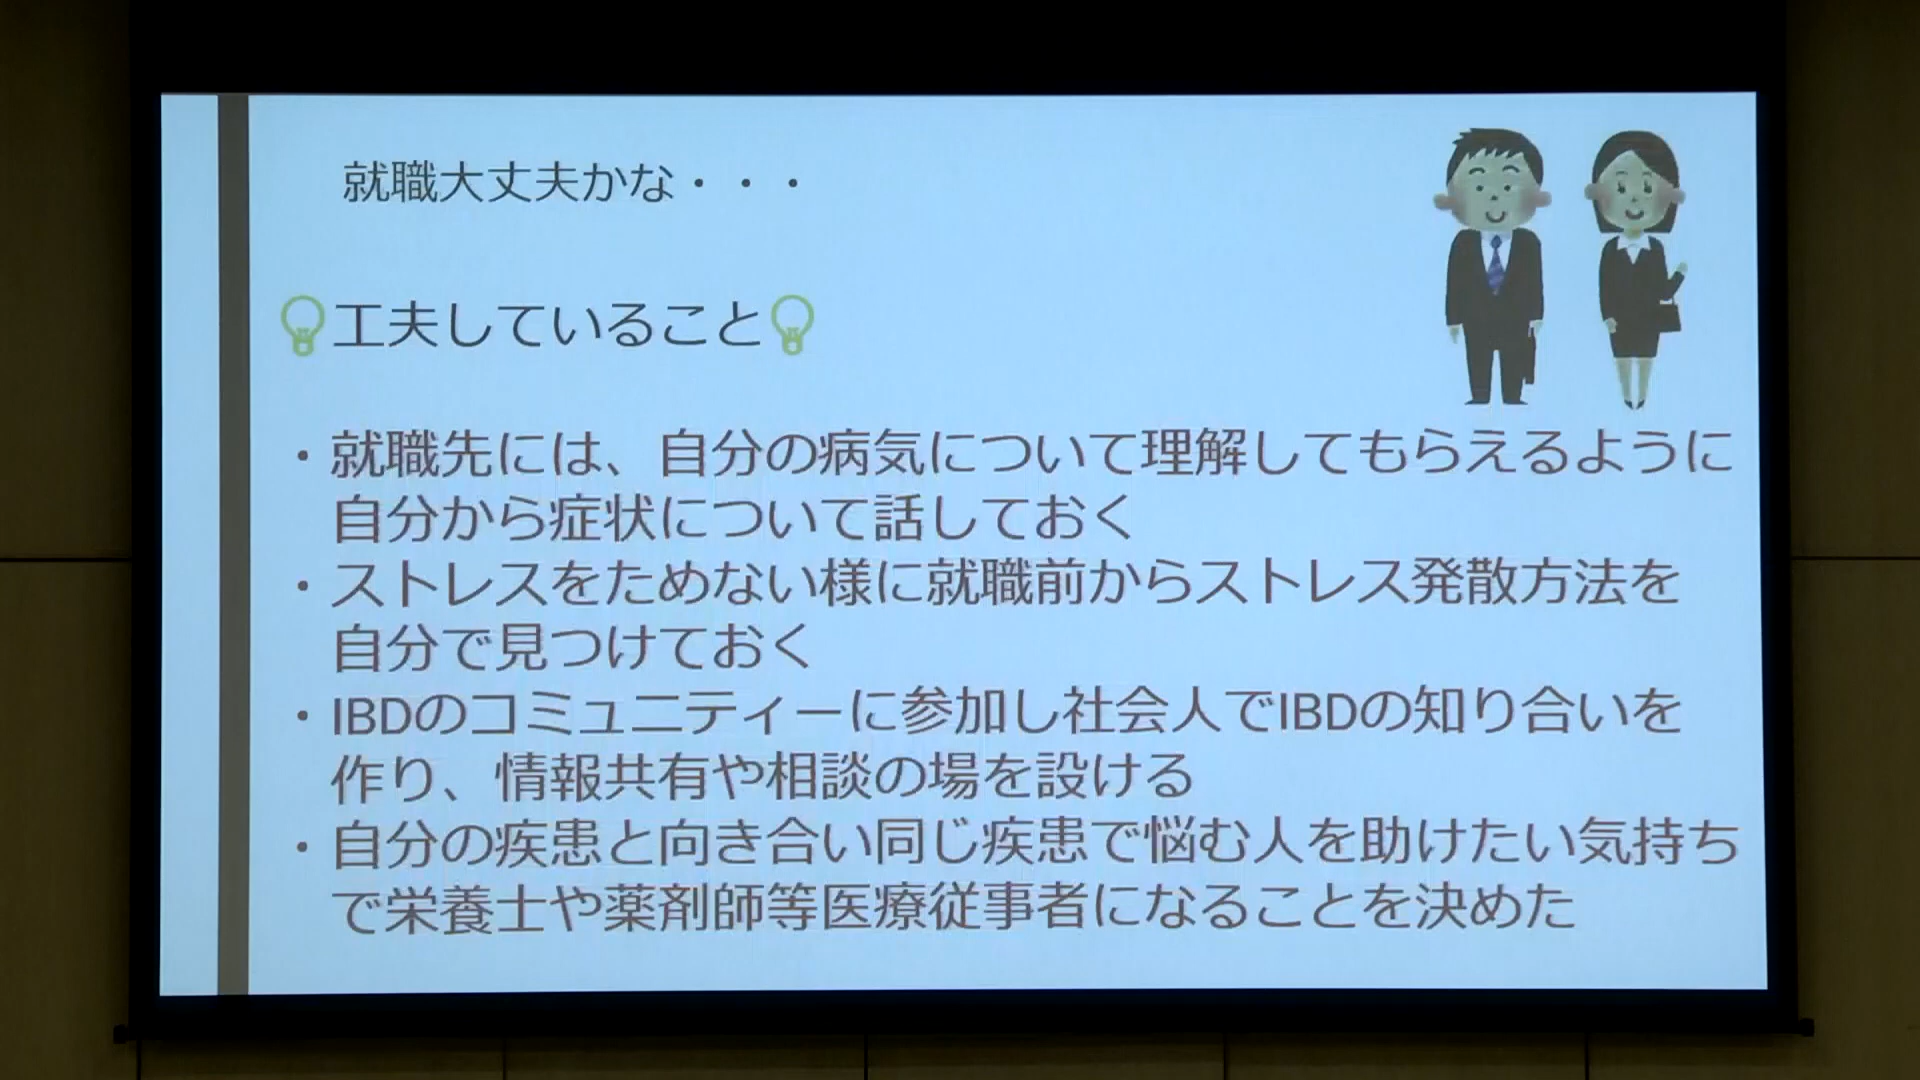 就職大丈夫かな・・・
工夫していること
・就職先には、自分の病気について理解してもらえるように
自分から症状について話しておく
・ストレスをためない様に就職前からストレス発散方法を
自分で見つけておく
・IBDのコミュニティーに参加し社会人でIBDの知り合いを
作り、情報共有や相談の場を設ける
・自分の疾患と向き合い同じ疾患で悩む人を助けたい気持ち
で栄養士や薬剤師等医療従事者になることを決めた